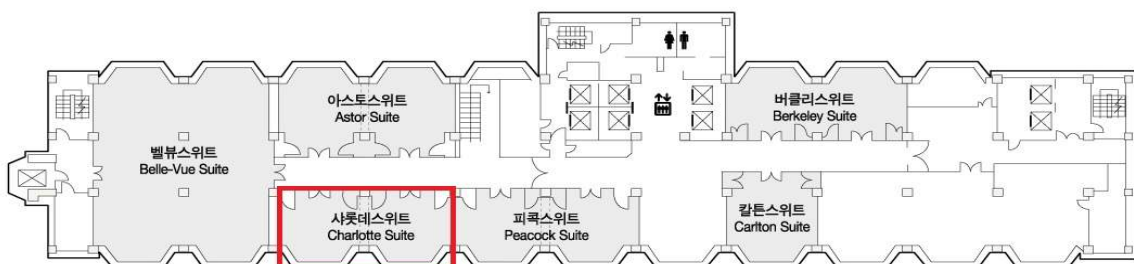 아스토스위트
Astor Suite
버클리스위트
Berkeley Suite
벨뷰스위트
Belle-Vue Suite
샤롯데스위트
Charlotte Suite
피콕스위트
Peacock Suite
칼튼스위트
Carlton Suite